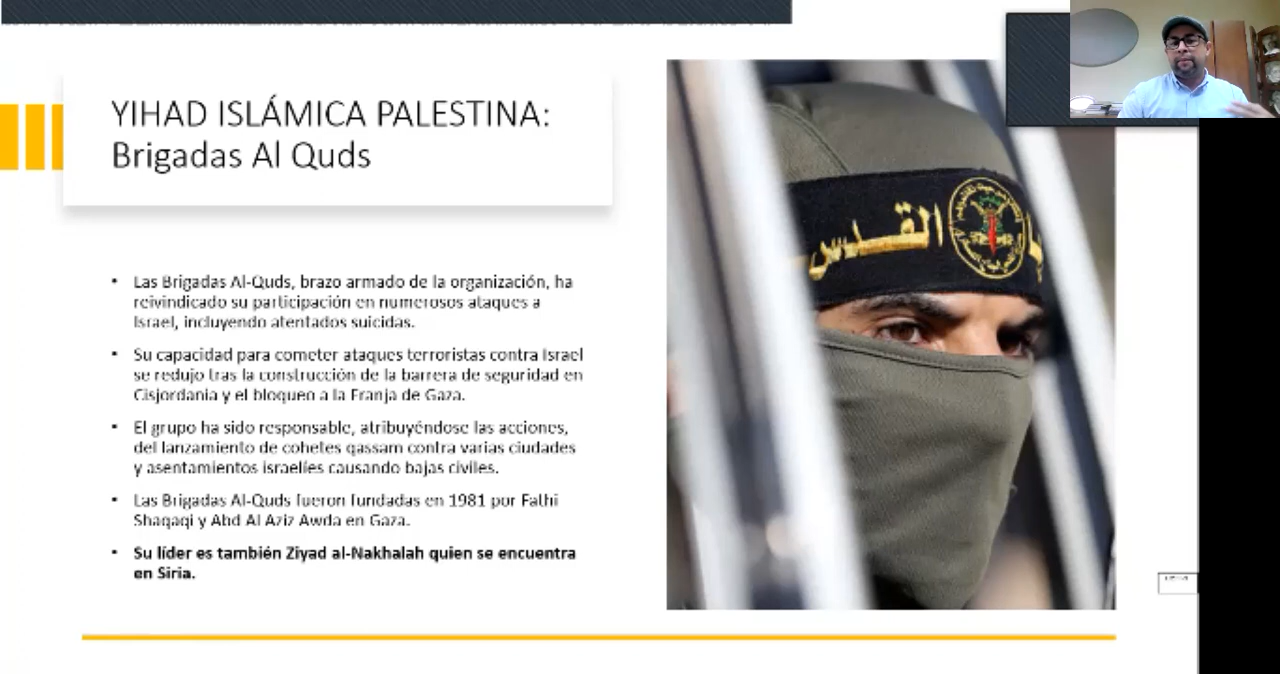 YIHAD ISLÁMICA PALESTINA:
Brigadas Al Quds
• Las Brigadas Al-Quds, brazo armado de la organización, ha
reivindicado su participación en numerosos ataques a
Israel, incluyendo atentados suicidas.
• Su capacidad para cometer ataques terroristas contra Israel
se redujo tras la construcción de la barrera de seguridad en
Cisjordania y el bloqueo a la Franja de Gaza.
• El grupo ha sido responsable, atribuyéndose las acciones,
del lanzamiento de cohetes qassam contra varias ciudades
y asentamientos israelíes causando bajas civiles.
• Las Brigadas Al-Quds fueron fundadas en 1981 por Fathi
Shaqaqi y Abd Al Aziz Awda en Gaza.
• Su líder es también Ziyad al-Nakhalah quien se encuentra
en Siria.
القدس